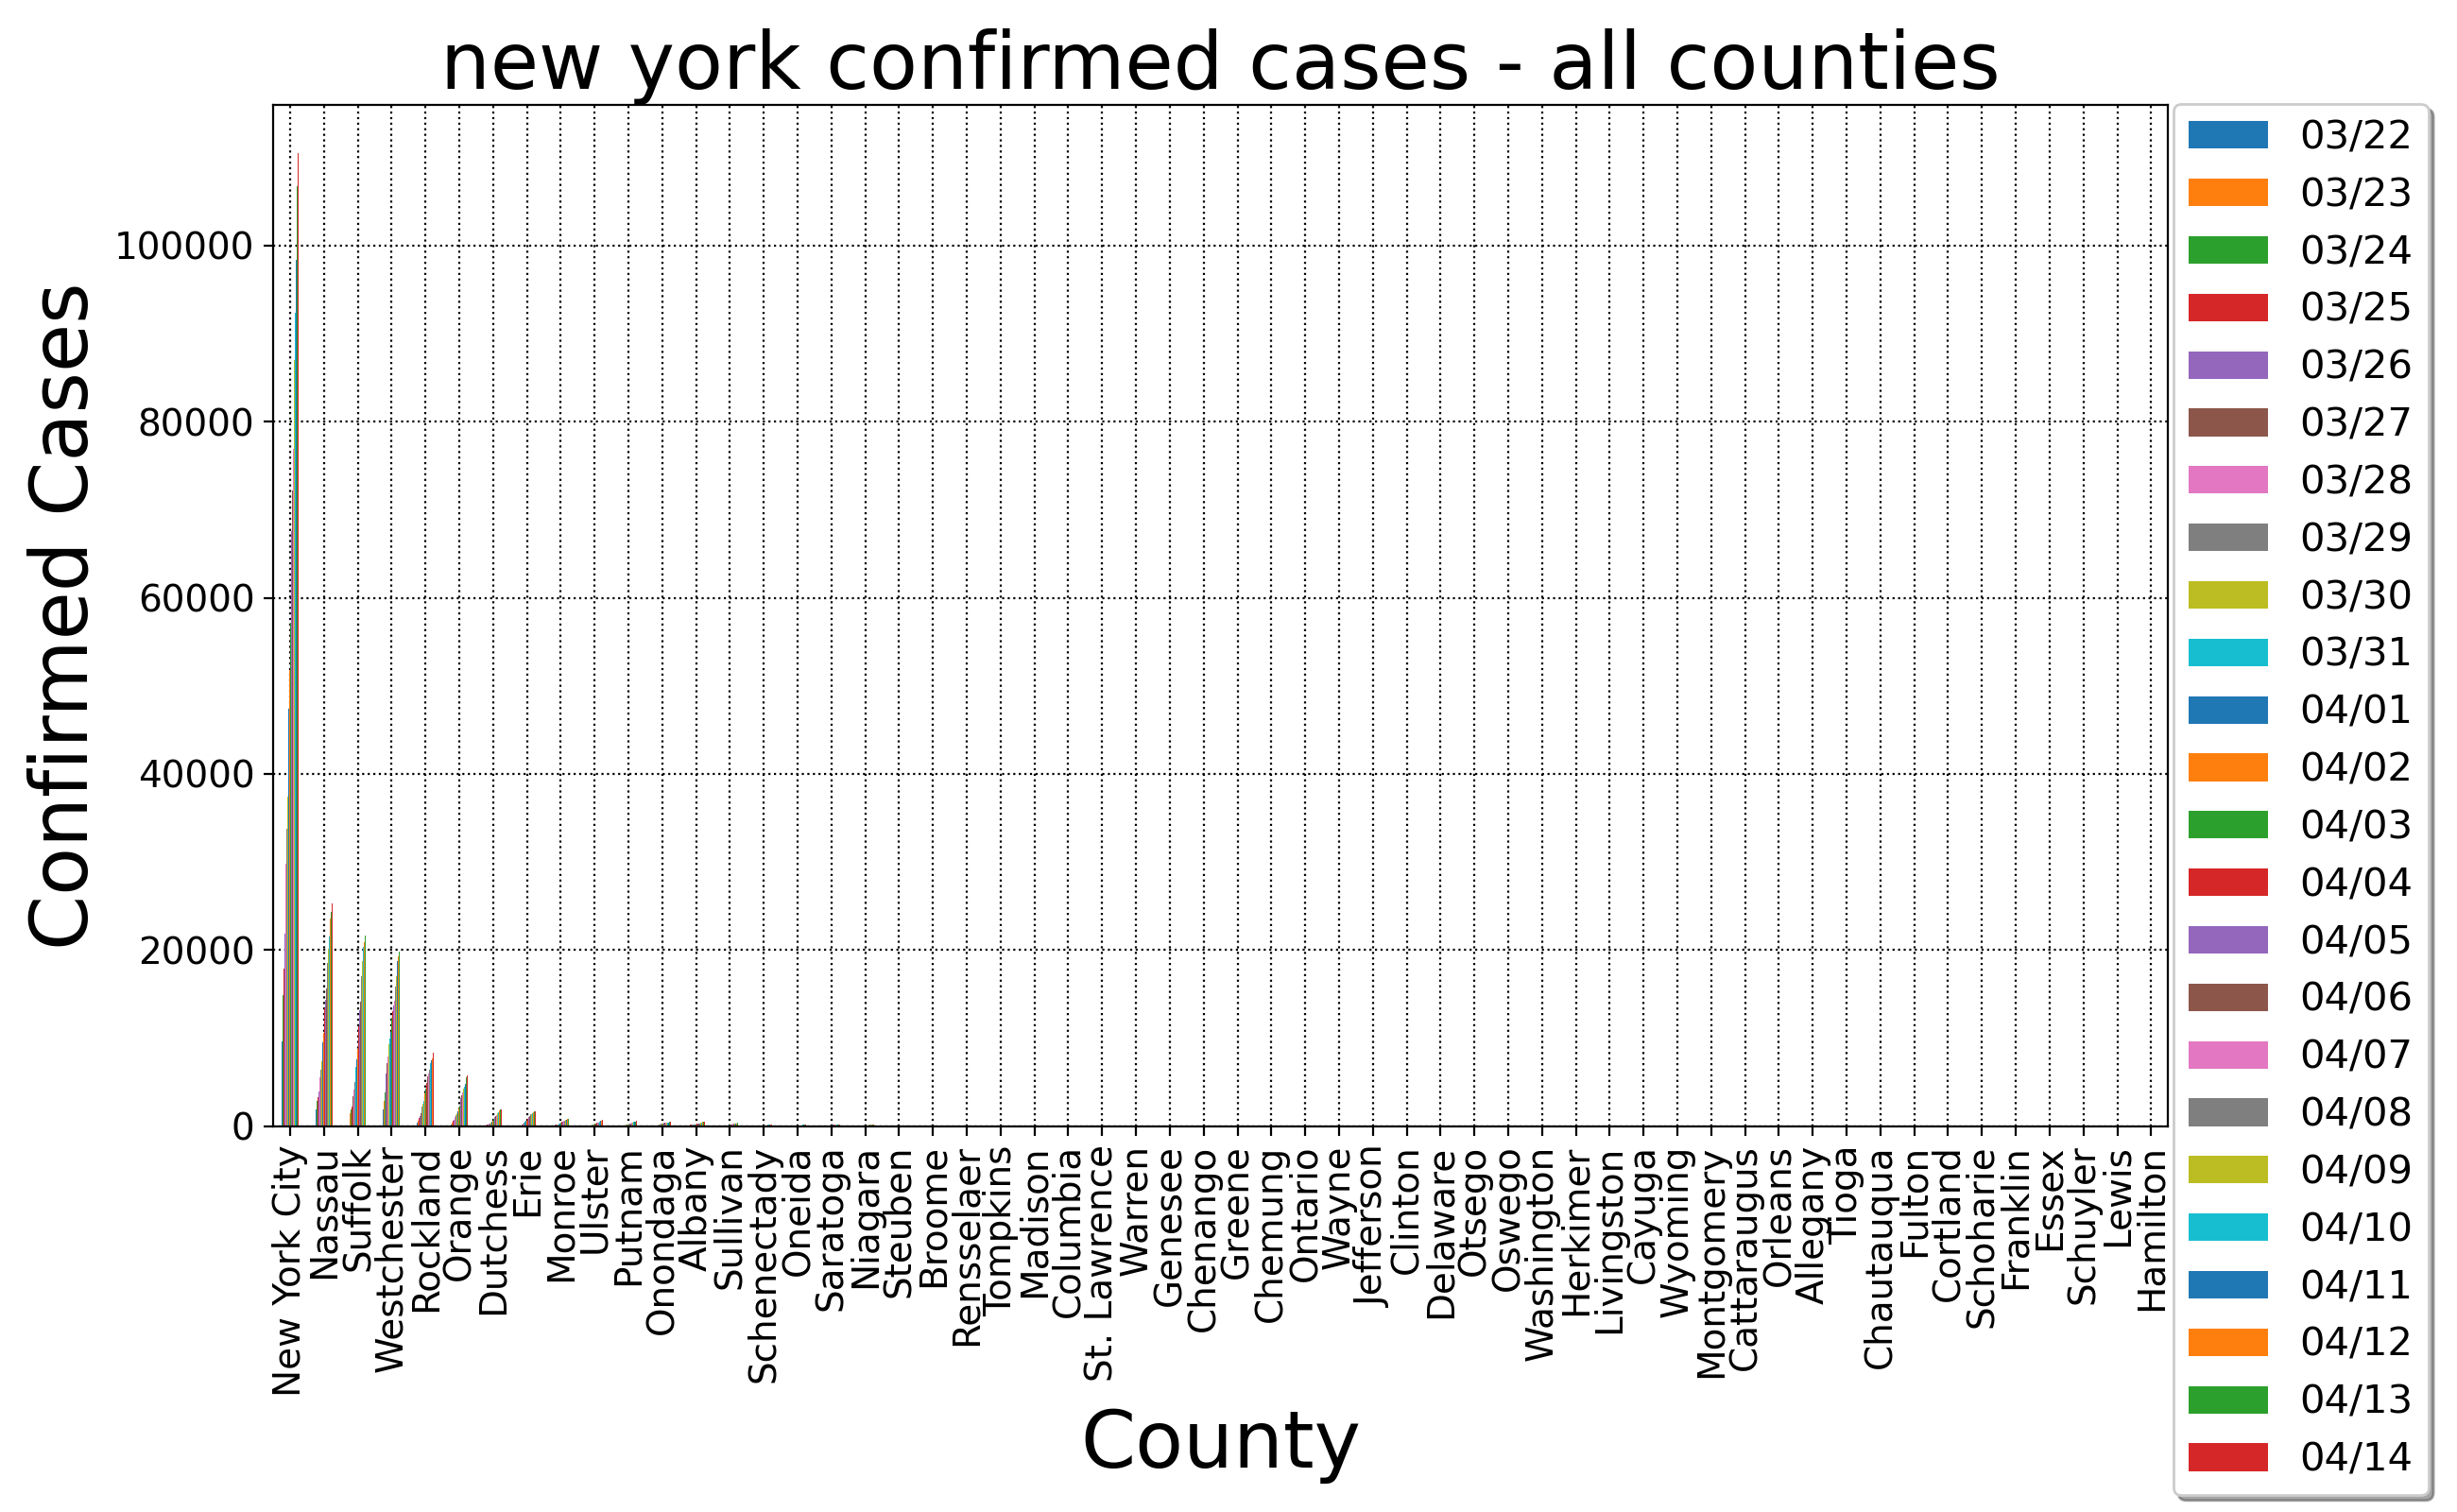 new york confirmed cases - all counties
Confirmed Cases
100000
80000
60000
40000
20000
0
New York City
Nassau
Suffolk
Westchester
Rockland
Orange
Dutchess
Erie
Monroe
Ulster
Putnam
Onondaga
Albany
Sullivan
Schenectady
Oneida
Saratoga
Niagara
Steuben
Broome
Rensselaer
Tompkins
Madison
Columbia
St. Lawrence
Warren
Genesee
Chenango
Greene
Chemung
Ontario
Wayne
Jefferson
Clinton
Delaware
Otsego
Oswego
Washington
Herkimer
Livingston
Cayuga
Wyoming
Montgomery
Cattaraugus
Orleans
Allegany
Tioga
Chautauqua
Fulton
Cortland
Schoharie
Franklin
Essex
Schuyler
Lewis
Hamilton
County
03/22
03/23
03/24
03/25
03/26
03/27
03/28
03/29
03/30
03/31
04/01
04/02
04/03
04/04
04/05
04/06
04/07
04/08
04/09
04/10
04/11
04/12
04/13
04/14